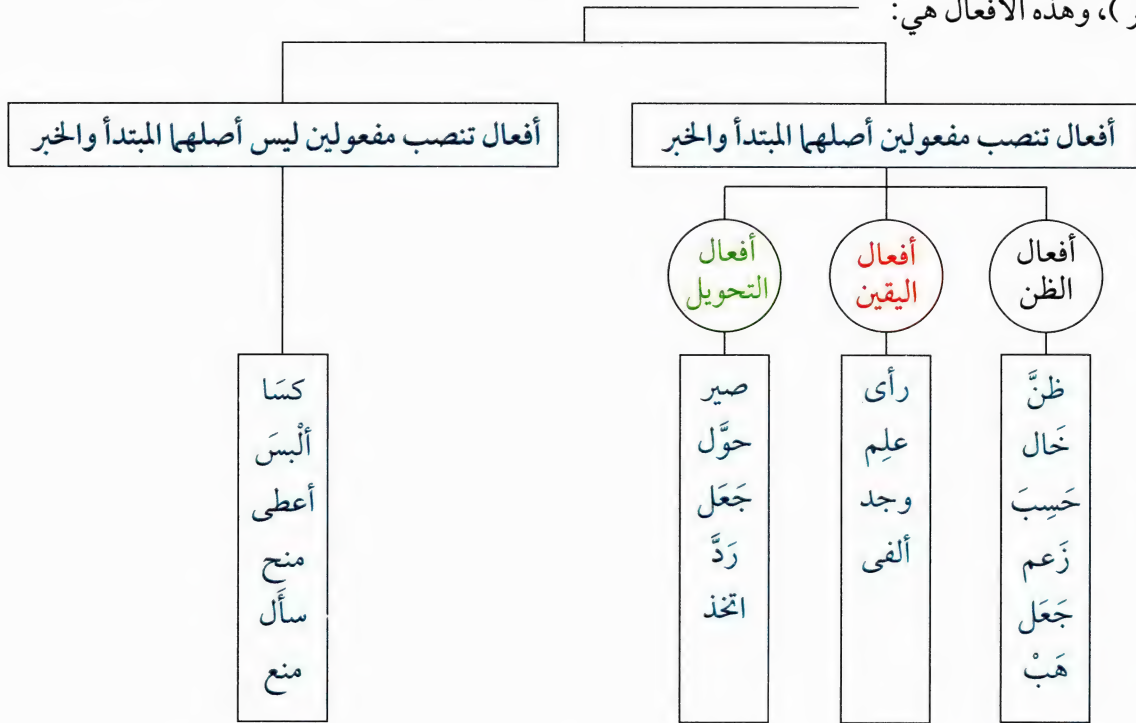 ر)، وهذه الأفعال هي:
أفعال تنصب مفعولين أصلهما المبتدأ والخبر
أفعال الظن
ظنَّ
خَال
حَسِبَ
زَعم
جَعَل
هَبْ
أفعال اليقين
رأى
علِم
وجد
ألفى
أفعال التحويل
صير
حوَّل
جَعَل
رَدَّ
اتخذ
أفعال تنصب مفعولين ليس أصلهما المبتدأ والخبر
كسَا
ألْبسَ
أعطى
منح
سأَل
منع